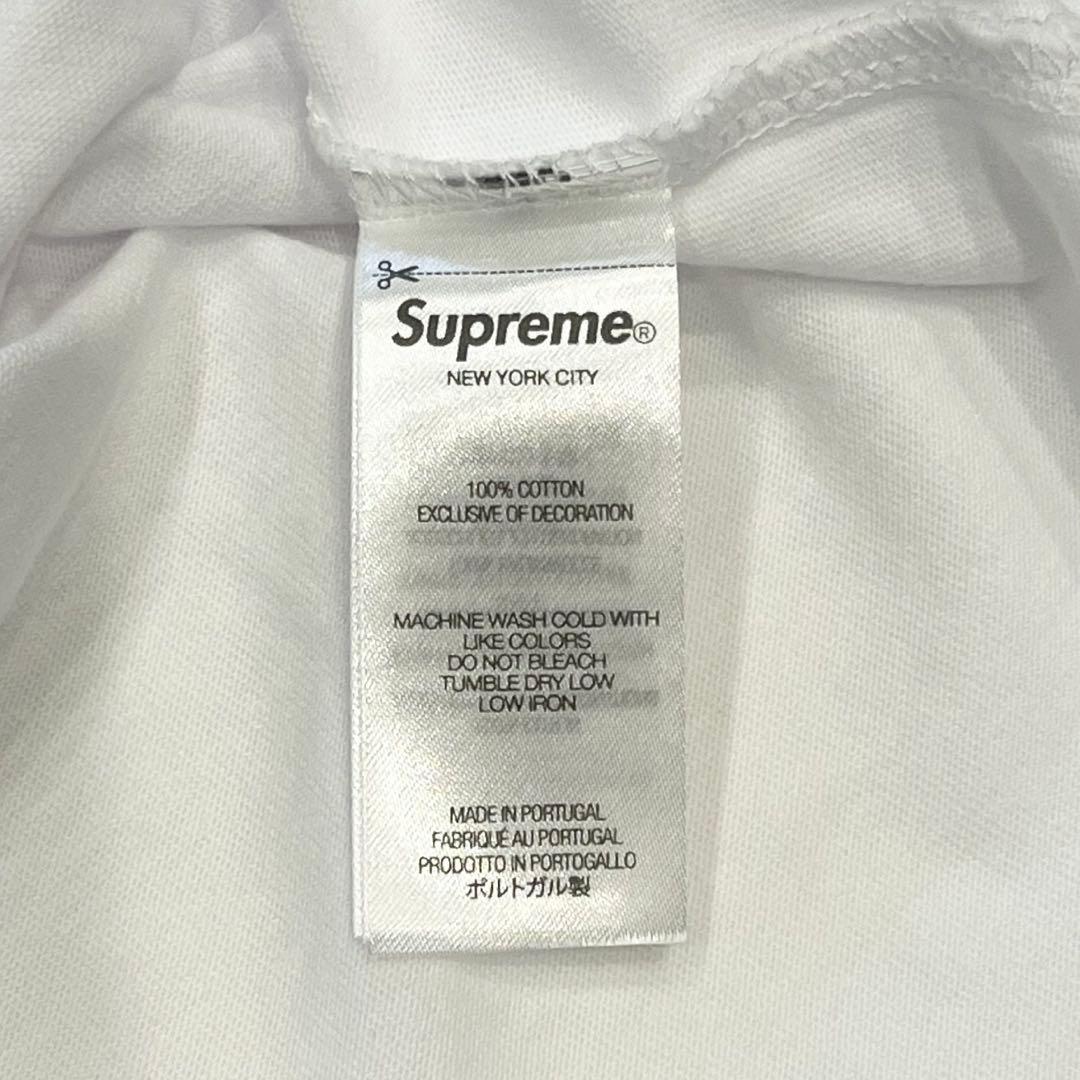 Supreme®
NEW YORK CITY
100% COTTON
EXCLUSIVE OF DECORATION
MACHINE WASH COLD WITH
LIKE COLORS
DO NOT BLEACH
TUMBLE DRY LOW
LOW IRON
MADE IN PORTUGAL
FABRIQUÉ AU PORTUGAL
PRODOTTO IN PORTOGALLO
ポルトガル製